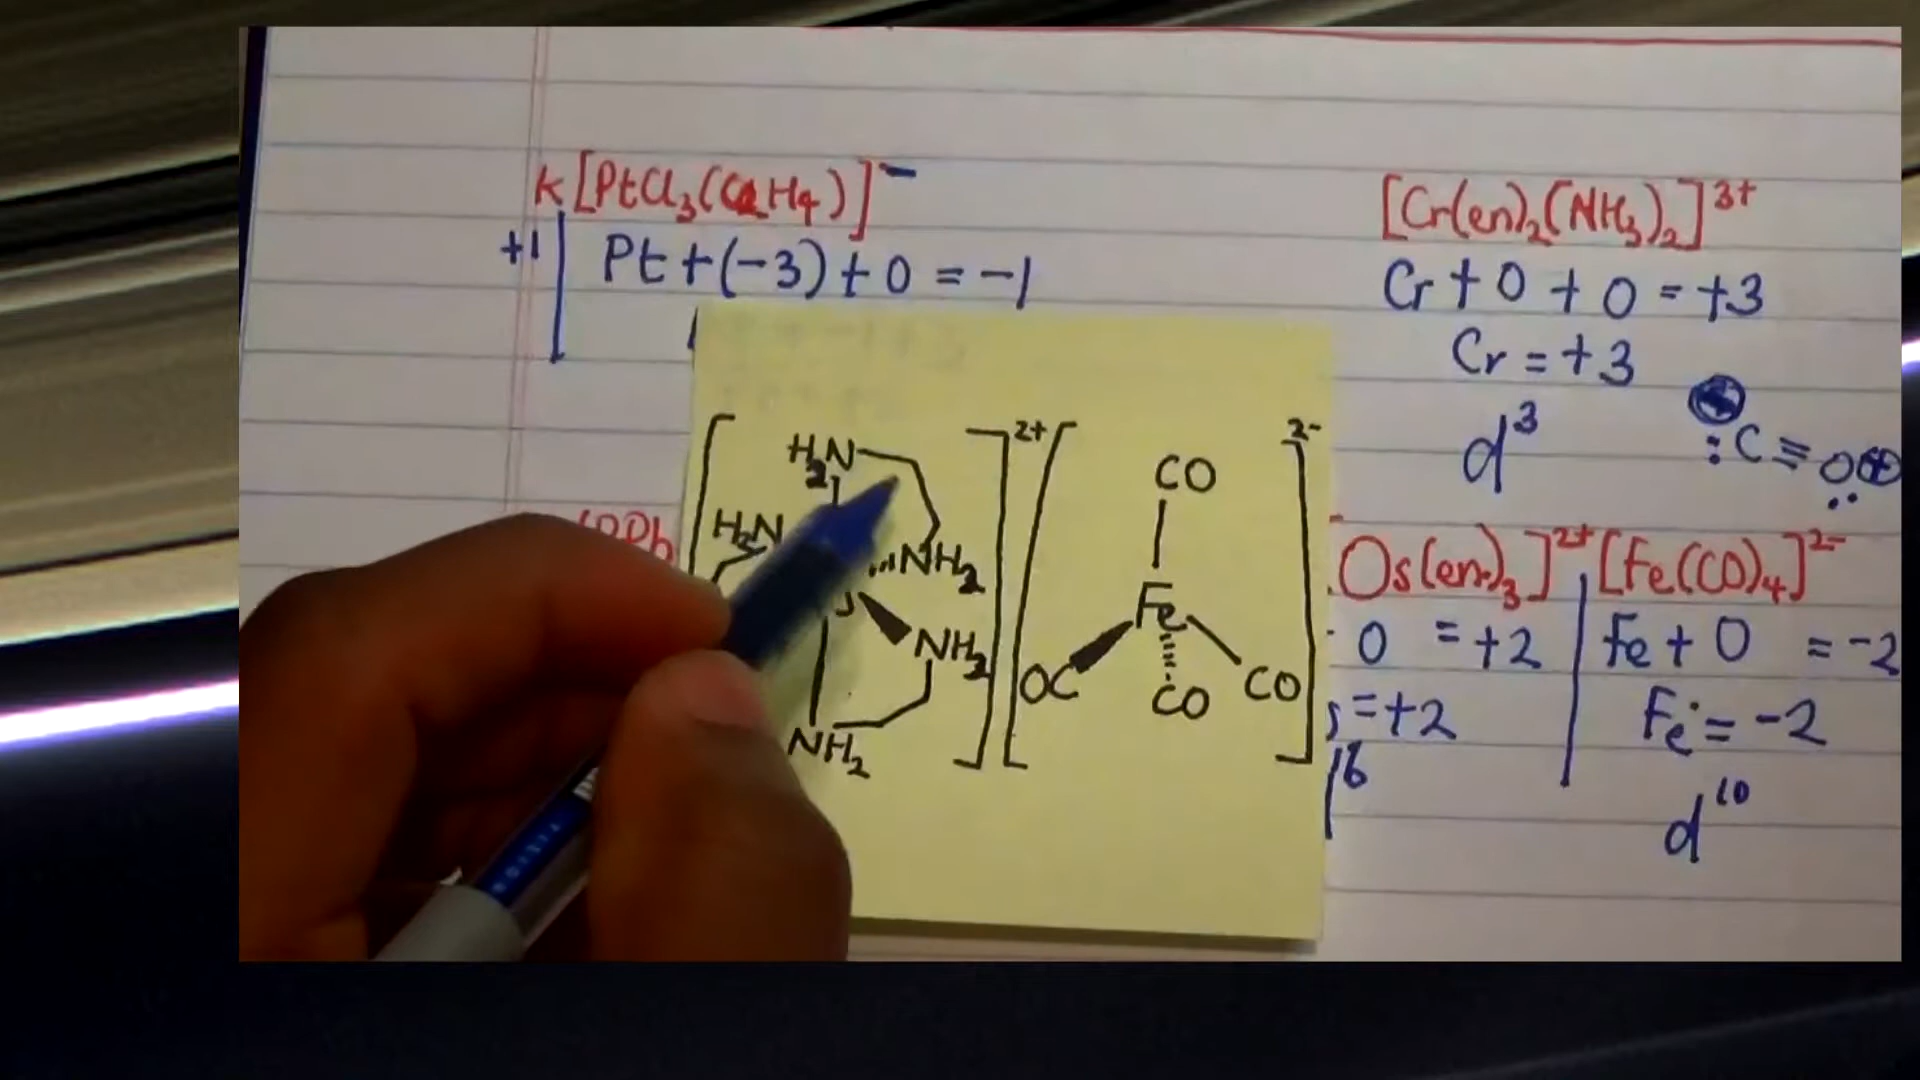 K[PtCl3(C2H4)]−
+1 | Pt + (-3) + 0 = -1
[Cr(en)2(NH3)2]3+
Cr + 0 + 0 = +3
Cr = +3
d3
:C≡O
[ H2N 2+
H2N
NH2
NH2
NH2 ]
[ CO 2-
Fe
OC CO CO ]
PPh
Os(en)3]2+ [Fe(CO)4]2-
0 = +2 | Fe + 0 = -2
s = +2 Fe = -2
d10